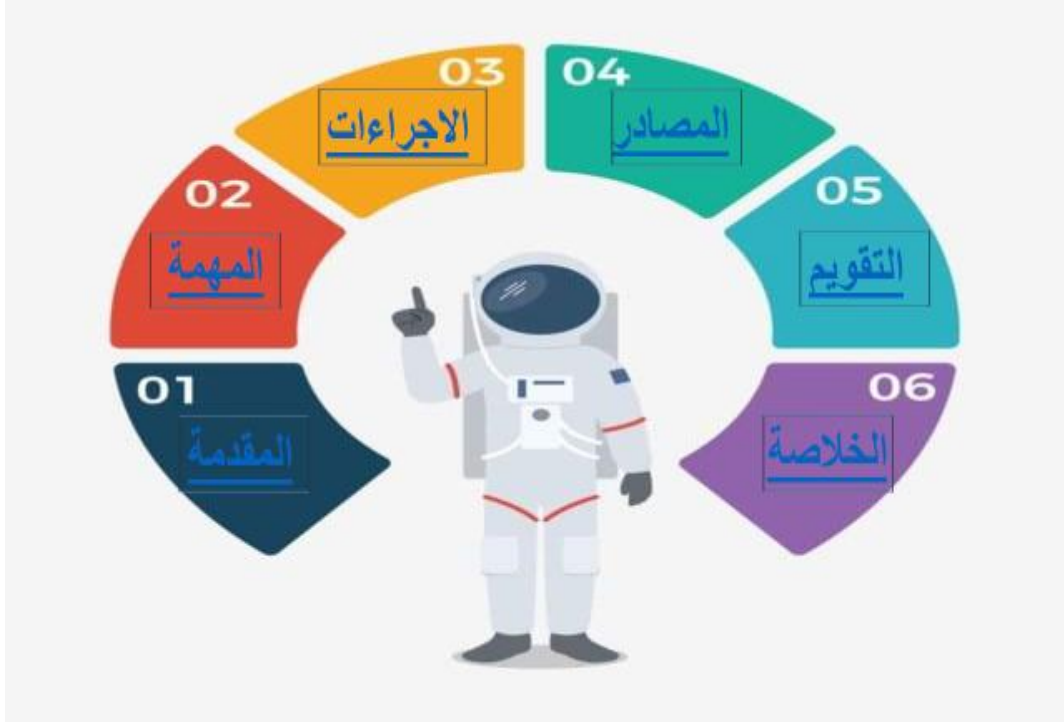 01
المقدمة
02
المهمة
03
الاجراءات
04
المصادر
05
التقويم
06
الخلاصة